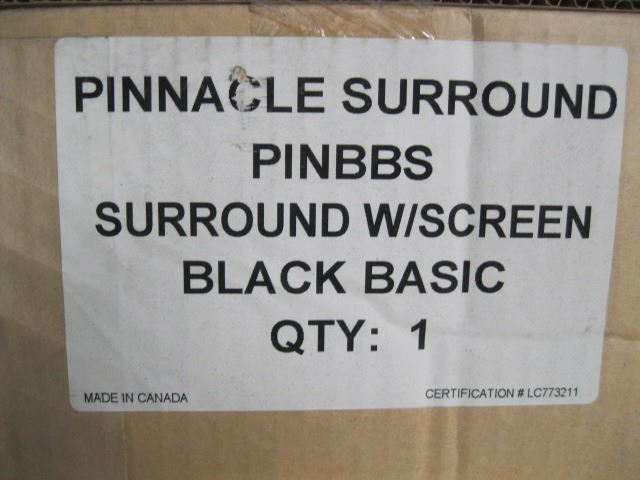 PINNACLE SURROUND
PINBBS
SURROUND W/SCREEN
BLACK BASIC
QTY: 1
MADE IN CANADA
CERTIFICATION # LC773211